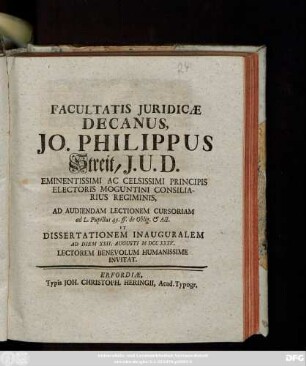 24
FACULTATIS JURIDICÆ
DECANUS,
JO. PHILIPPUS
Streit, J.U.D.
EMINENTISSIMI AC CELSISSIMI PRINCIPIS
ELECTORIS MOGUNTINI CONSILIA-
RIUS REGIMINIS,
AD AUDIENDAM LECTIONEM CURSORIAM
ad L. Pupillus 43. ff. de Oblig. & Act.
ET
DISSERTATIONEM INAUGURALEM
AD DIEM XXII. AUGUSTI M DCC XXXV.
LECTOREM BENEVOLUM HUMANISSIME
INVITAT.
ERFORDIÆ,
Typis JOH. CHRISTOPH. HERINGII, Acad. Typogr.